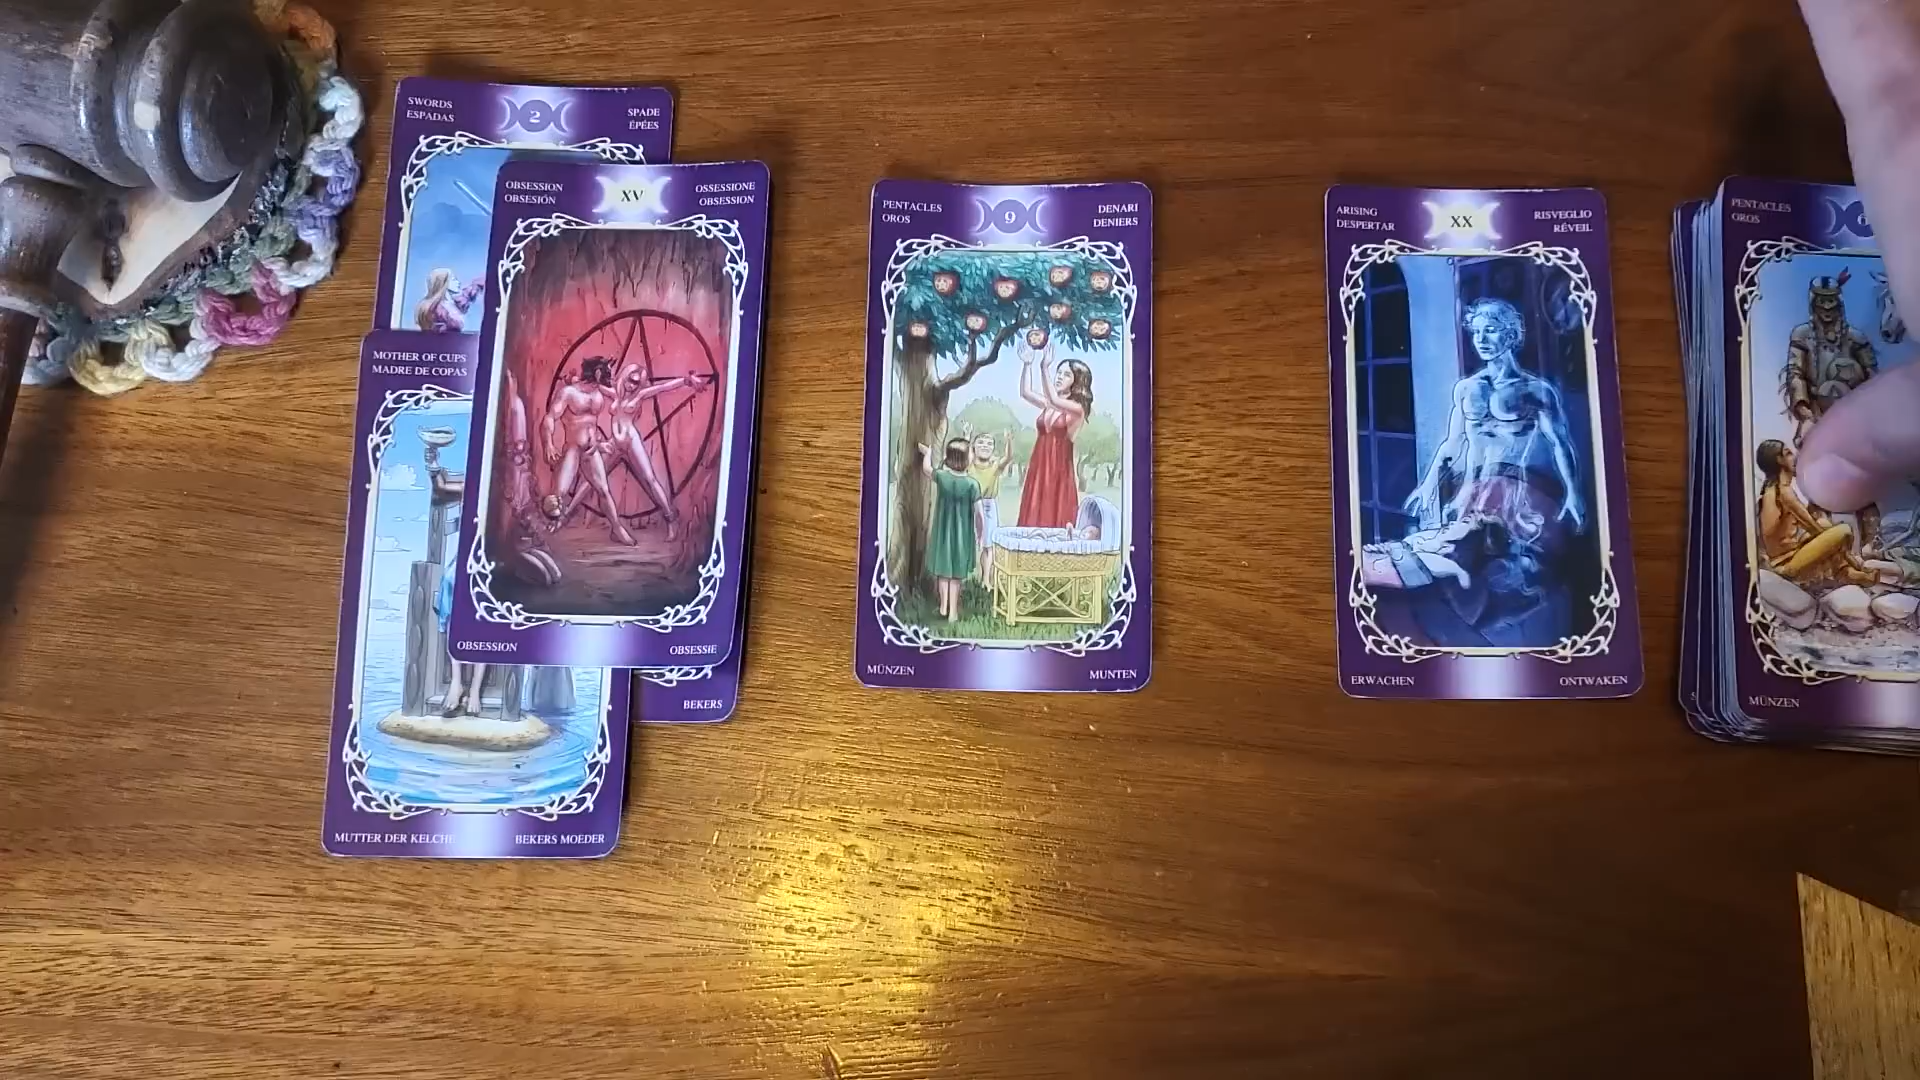 SWORDS
ESPADAS
2
SPADE
ÉPÉES
OBSESSION
OBSESIÓN
XV
OSSESSIONE
OBSESSION
OBSESSION
OBSESSIE
MOTHER OF CUPS
MADRE DE COPAS
MUTTER DER KELCHE
BEKERS MOEDER
BEKERS
PENTACLES
OROS
9
DENARI
DENIERS
MÜNZEN
MUNTEN
ARISING
DESPERTAR
XX
RISVEGLIO
RÉVEIL
ERWACHEN
ONTWAKEN
PENTACLES
OROS
6
MÜNZEN